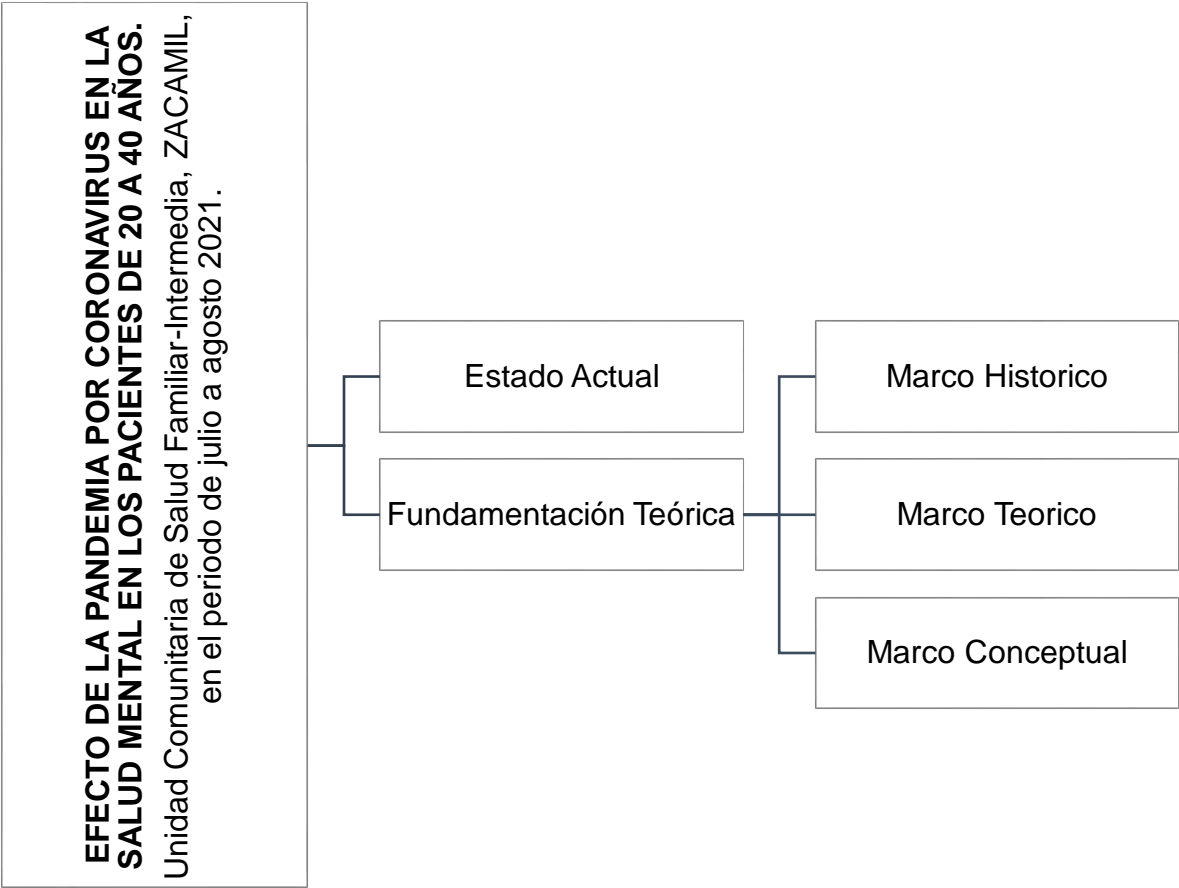 EFECTO DE LA PANDEMIA POR CORONAVIRUS EN LA
SALUD MENTAL EN LOS PACIENTES DE 20 A 40 AÑOS.
Unidad Comunitaria de Salud Familiar-Intermedia, ZACAMIL,
en el periodo de julio a agosto 2021.
Estado Actual
Fundamentación Teórica
Marco Historico
Marco Teorico
Marco Conceptual